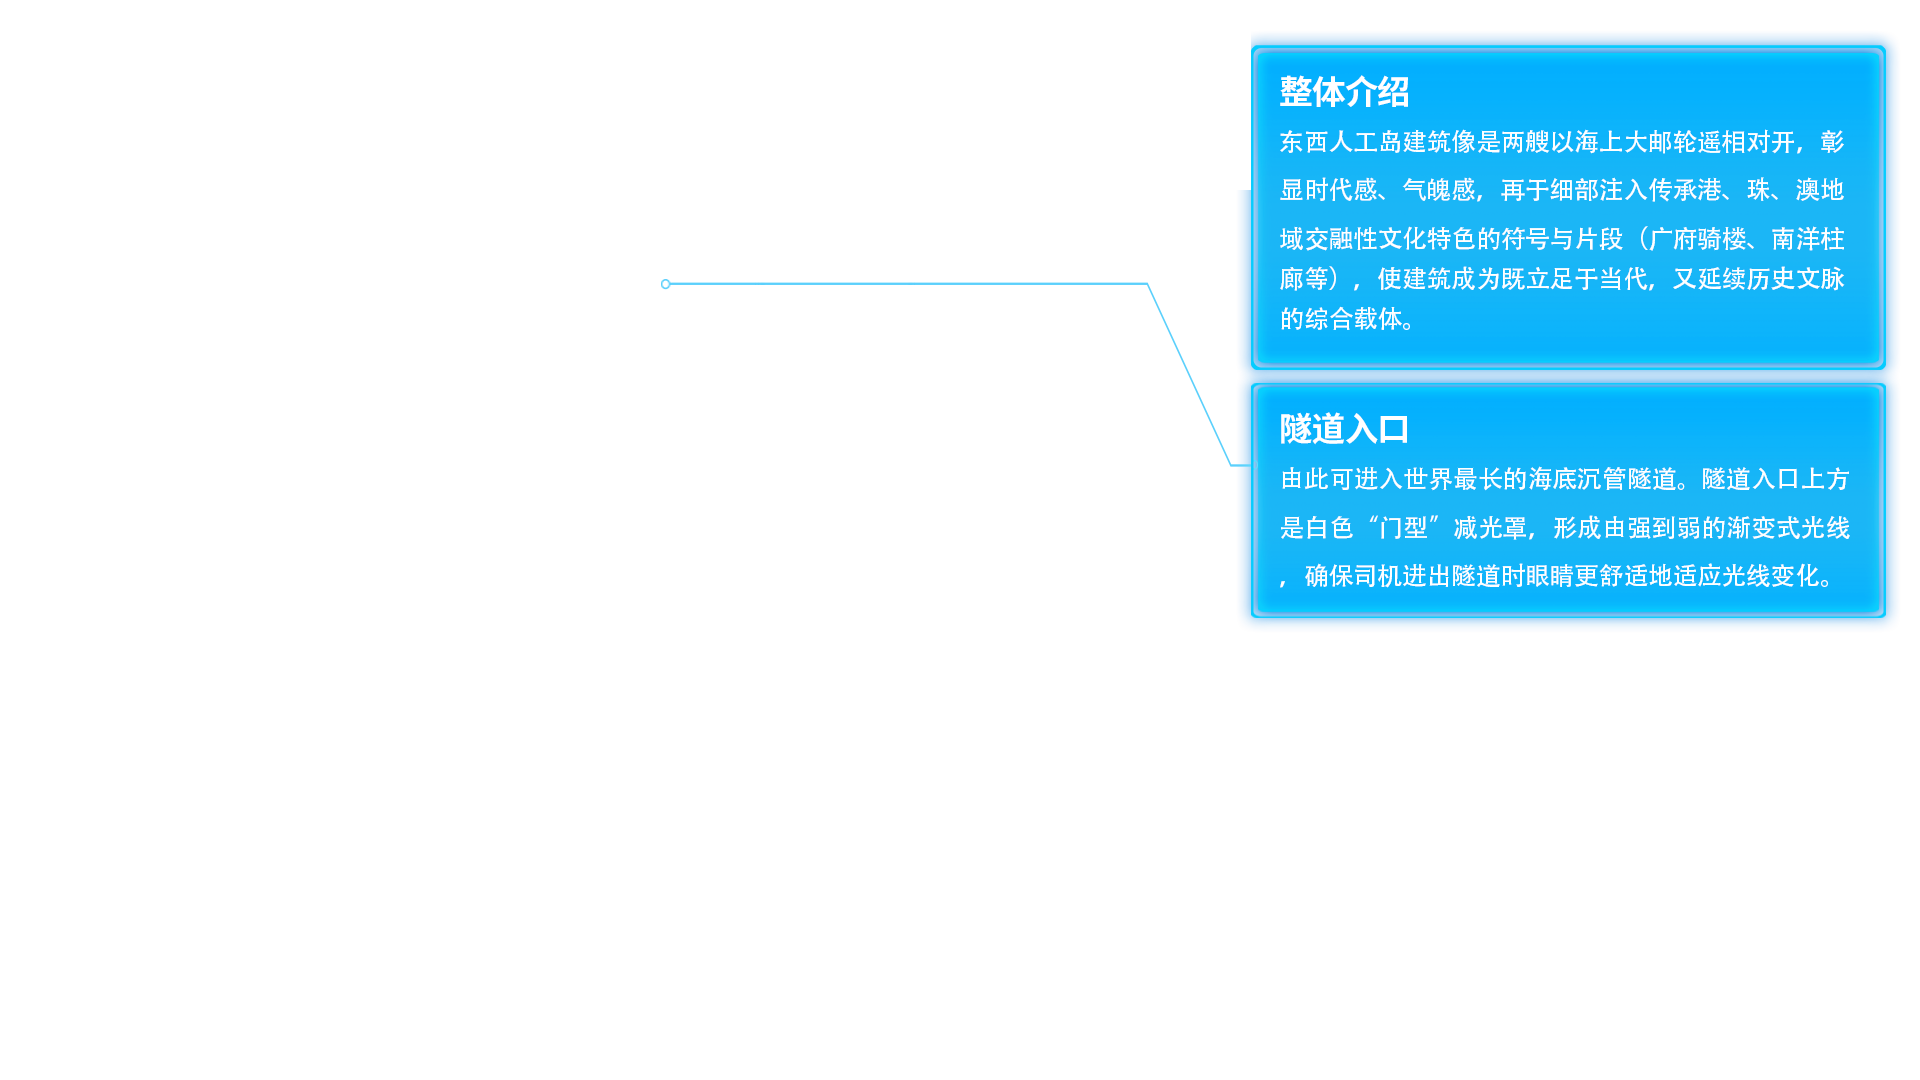 整体介绍
东西人工岛建筑像是两艘以海上大邮轮遥相对开，彰
显时代感、气魄感，再于细部注入传承港、珠、澳地
域交融性文化特色的符号与片段（广府骑楼、南洋柱
廊等），使建筑成为既立足于当代，又延续历史文脉
的综合载体。
隧道入口
由此可进入世界最长的海底沉管隧道。隧道入口上方
是白色“门型”减光罩，形成由强到弱的渐变式光线
，确保司机进出隧道时眼睛更舒适地适应光线变化。